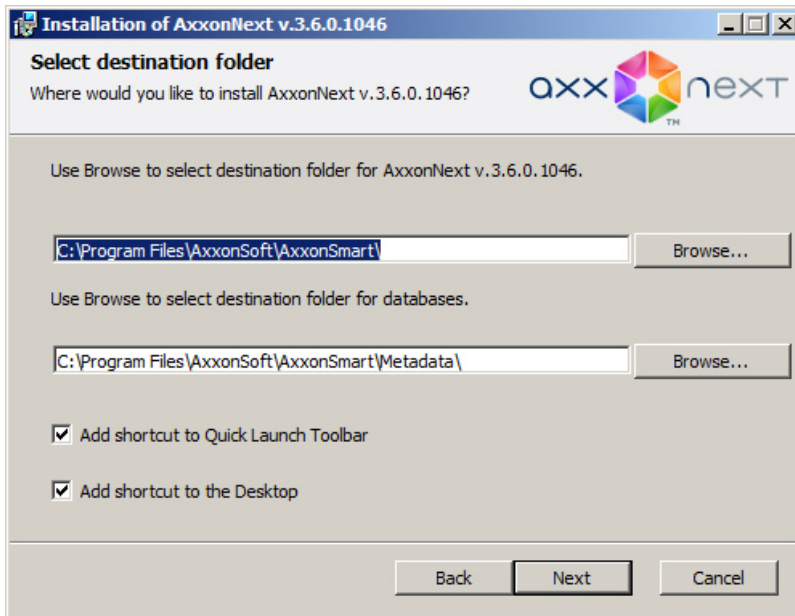 Installation of AxxonNext v.3.6.0.1046
Select destination folder
Where would you like to install AxxonNext v.3.6.0.1046?
axx next
TM
Use Browse to select destination folder for AxxonNext v.3.6.0.1046.
C:\Program Files\AxxonSoft\AxxonSmart\
Browse...
Use Browse to select destination folder for databases.
C:\Program Files\AxxonSoft\AxxonSmart\Metadata\
Browse...
Add shortcut to Quick Launch Toolbar
Add shortcut to the Desktop
Back
Next
Cancel